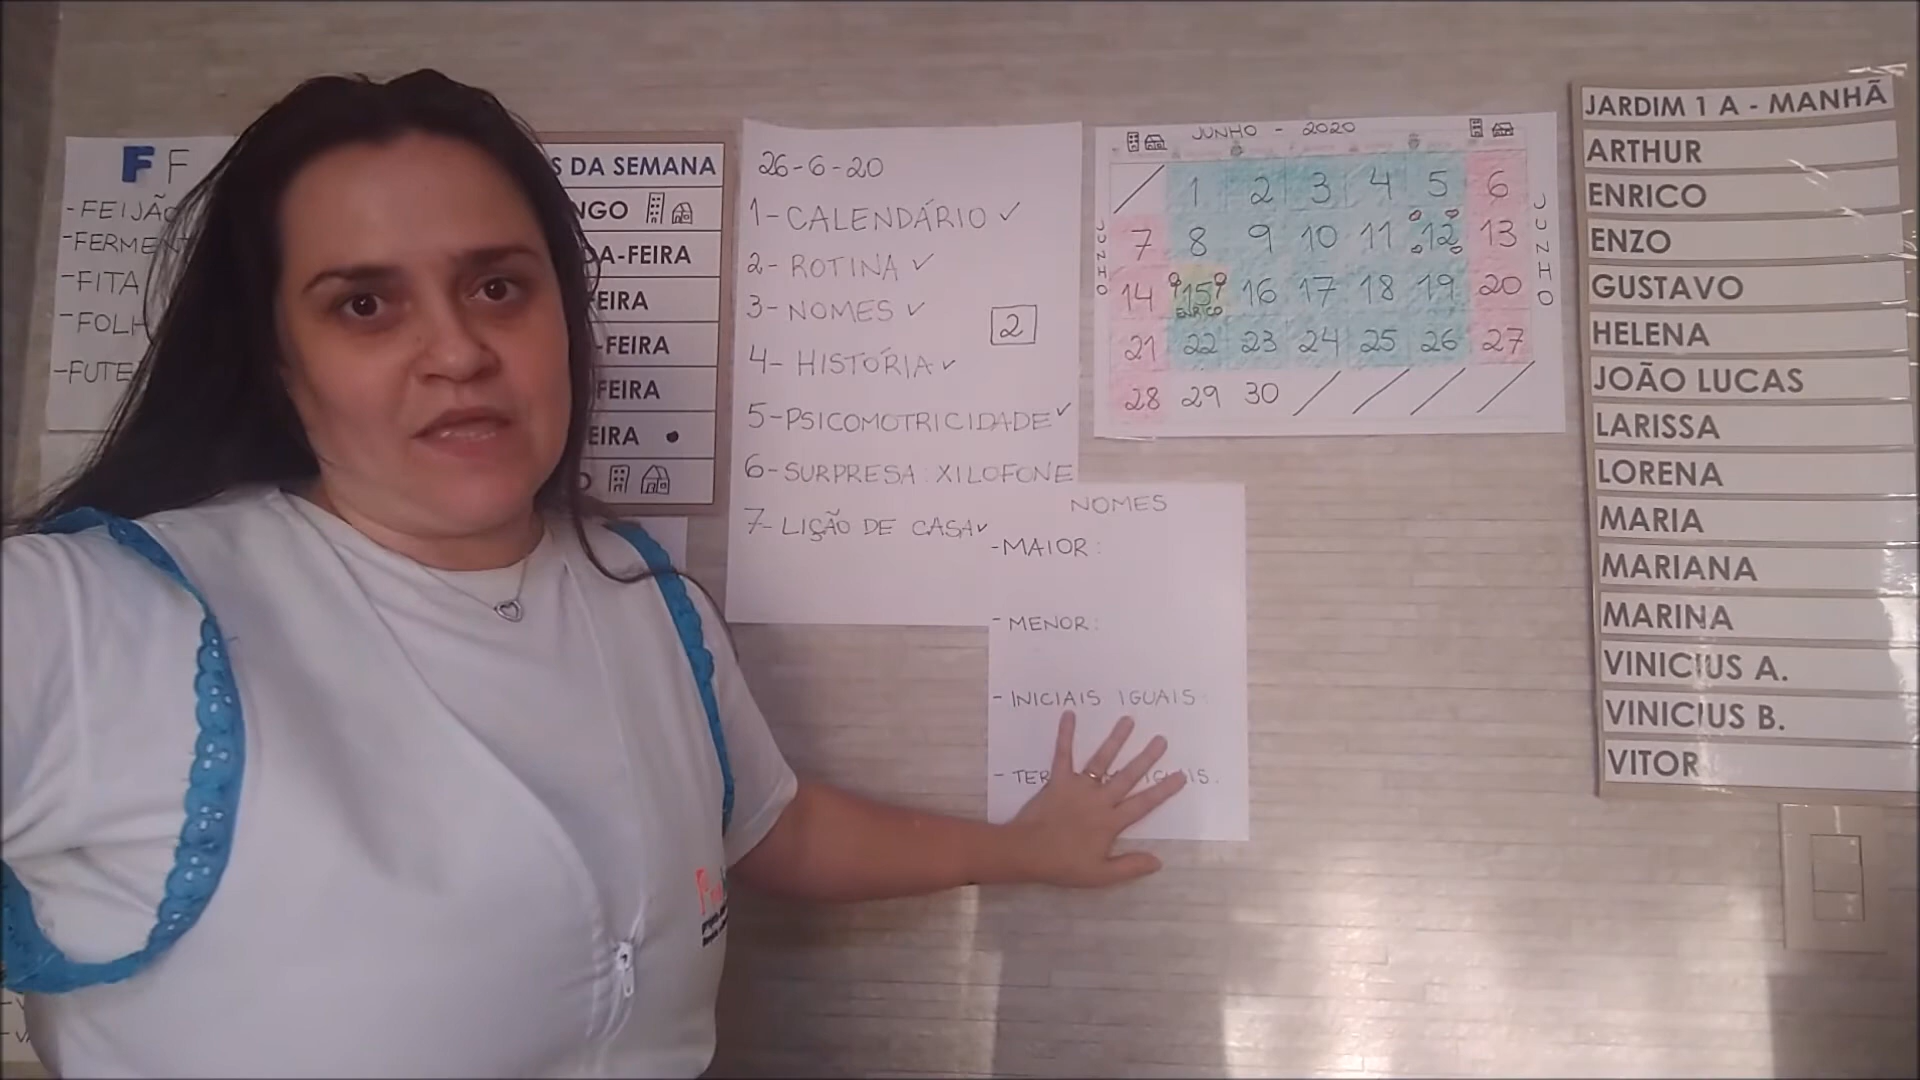 F F
- FEIJÃO
- FITA
S DA SEMANA
NGO
DA-FEIRA
FEIRA
-FEIRA
FEIRA
EIRA
O
26-6-20
1- CALENDÁRIO ✓
2- ROTINA ✓
3- NOMES ✓
2
4- HISTÓRIA ✓
5- PSICOMOTRICIDADE ✓
6- SURPRESA: XILOFONE
7- LIÇÃO DE CASA ✓
NOMES
- MAIOR:
- MENOR:
- INICIAIS IGUAIS:
JUNHO - 2020
JUNHO
JUNHO
/ 1 2 3 4 5 6
7 8 9 10 11 12 13
14 15 16 17 18 19 20
ENRICO
21 22 23 24 25 26 27
28 29 30 / / / /
JARDIM 1 A - MANHÃ
ARTHUR
ENRICO
ENZO
GUSTAVO
HELENA
JOÃO LUCAS
LARISSA
LORENA
MARIA
MARIANA
MARINA
VINICIUS A.
VINICIUS B.
VITOR